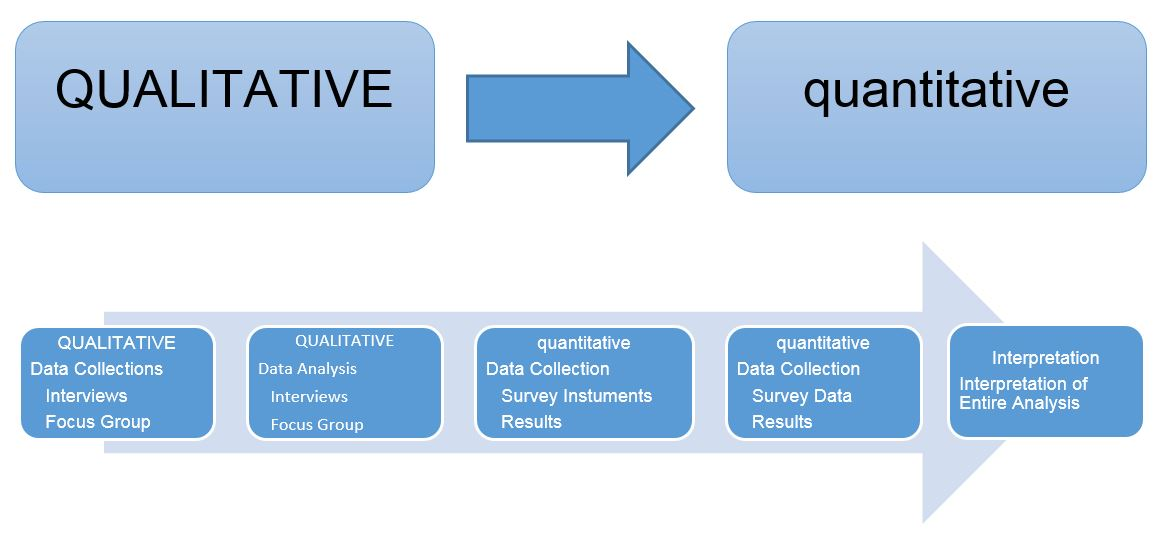 QUALITATIVE
quantitative
QUALITATIVE
Data Collections
Interviews
Focus Group
QUALITATIVE
Data Analysis
Interviews
Focus Group
quantitative
Data Collection
Survey Instuments
Results
quantitative
Data Collection
Survey Data
Results
Interpretation
Interpretation of
Entire Analysis